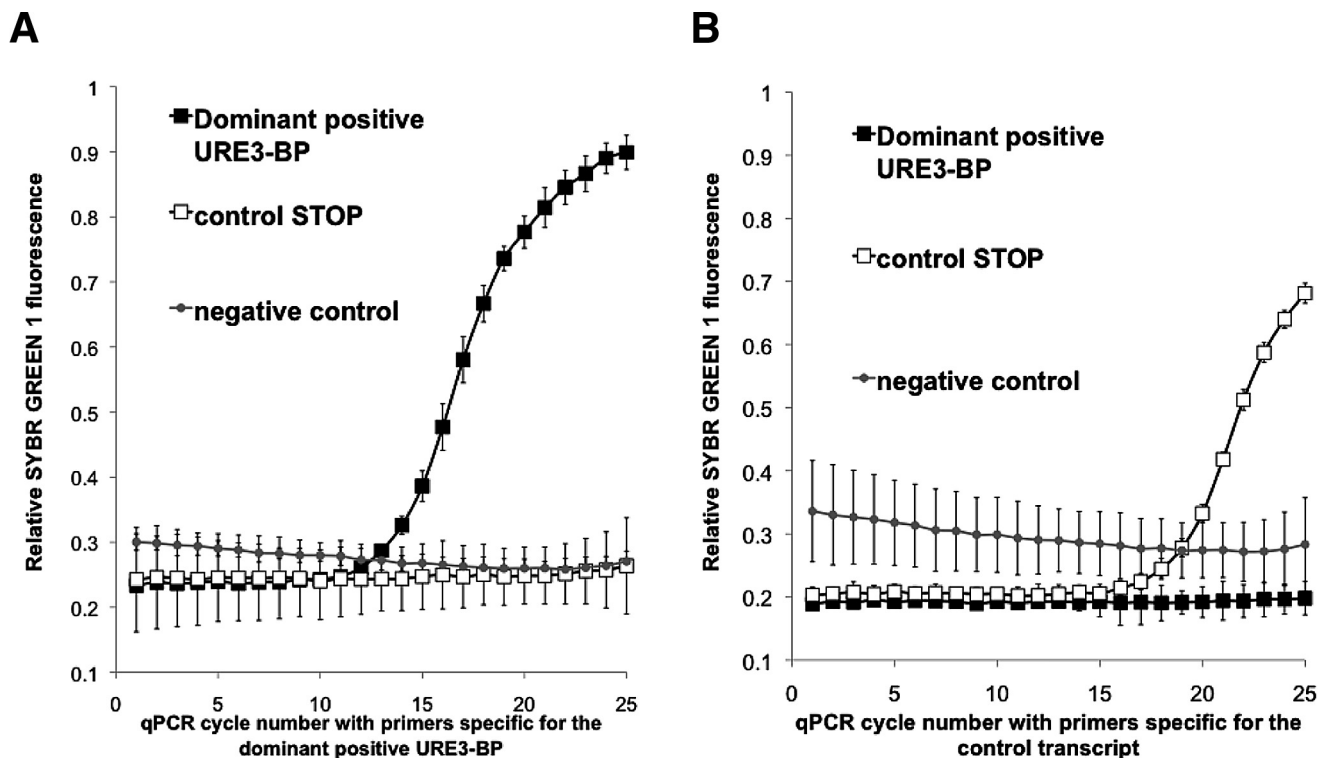 A
1
0.9
0.8
0.7
0.6
0.5
0.4
0.3
0.2
0.1
Relative SYBR GREEN 1 fluorescence
Dominant positive
URE3-BP
control STOP
negative control
0 5 10 15 20 25
qPCR cycle number with primers specific for the
dominant positive URE3-BP
B
1
0.9
0.8
0.7
0.6
0.5
0.4
0.3
0.2
0.1
Relative SYBR GREEN 1 fluorescence
Dominant positive
URE3-BP
control STOP
negative control
0 5 10 15 20 25
qPCR cycle number with primers specific for the
control transcript